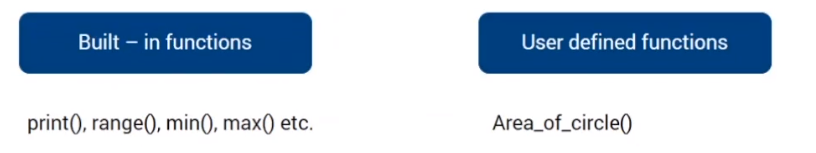 Built – in functions
User defined functions
print(), range(), min(), max() etc.
Area_of_circle()